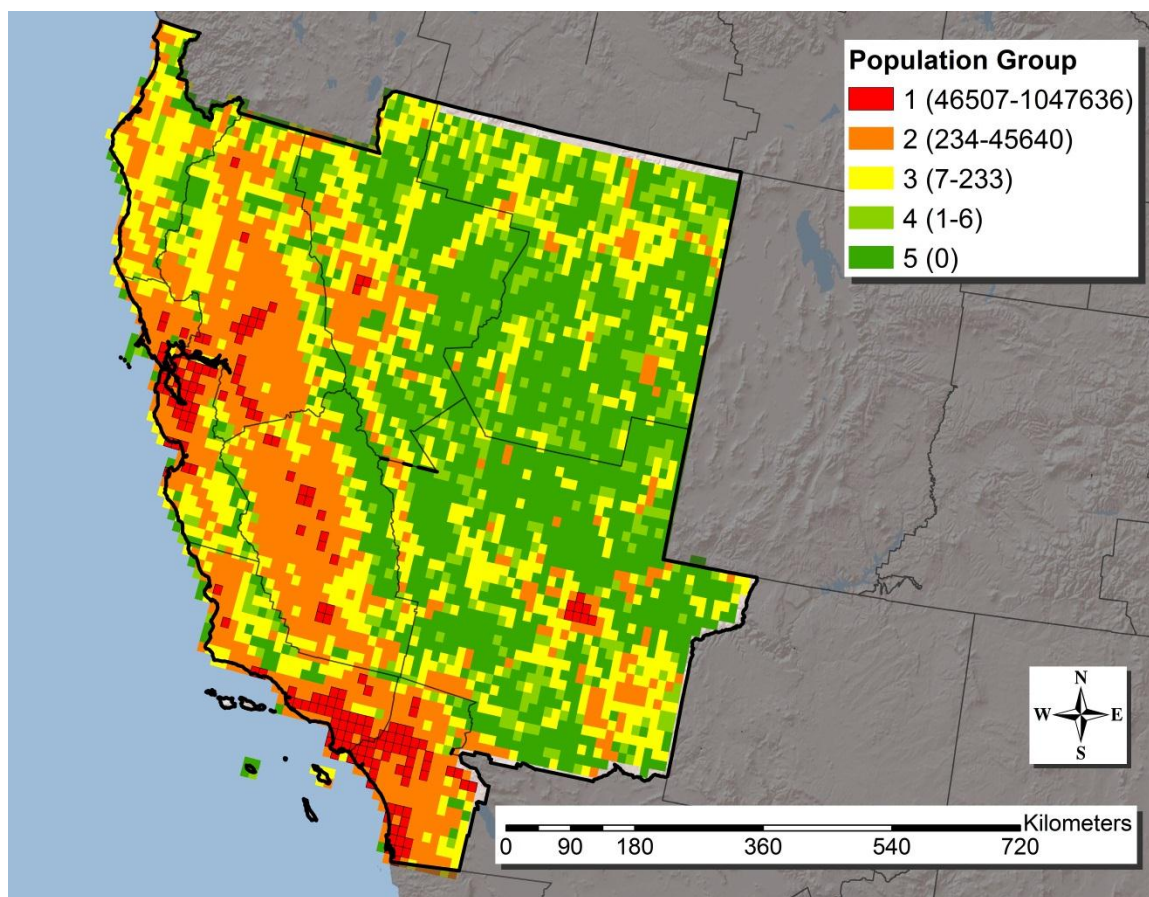 Population Group
1 (46507-1047636)
2 (234-45640)
3 (7-233)
4 (1-6)
5 (0)
N
W E
S
Kilometers
0 90 180 360 540 720